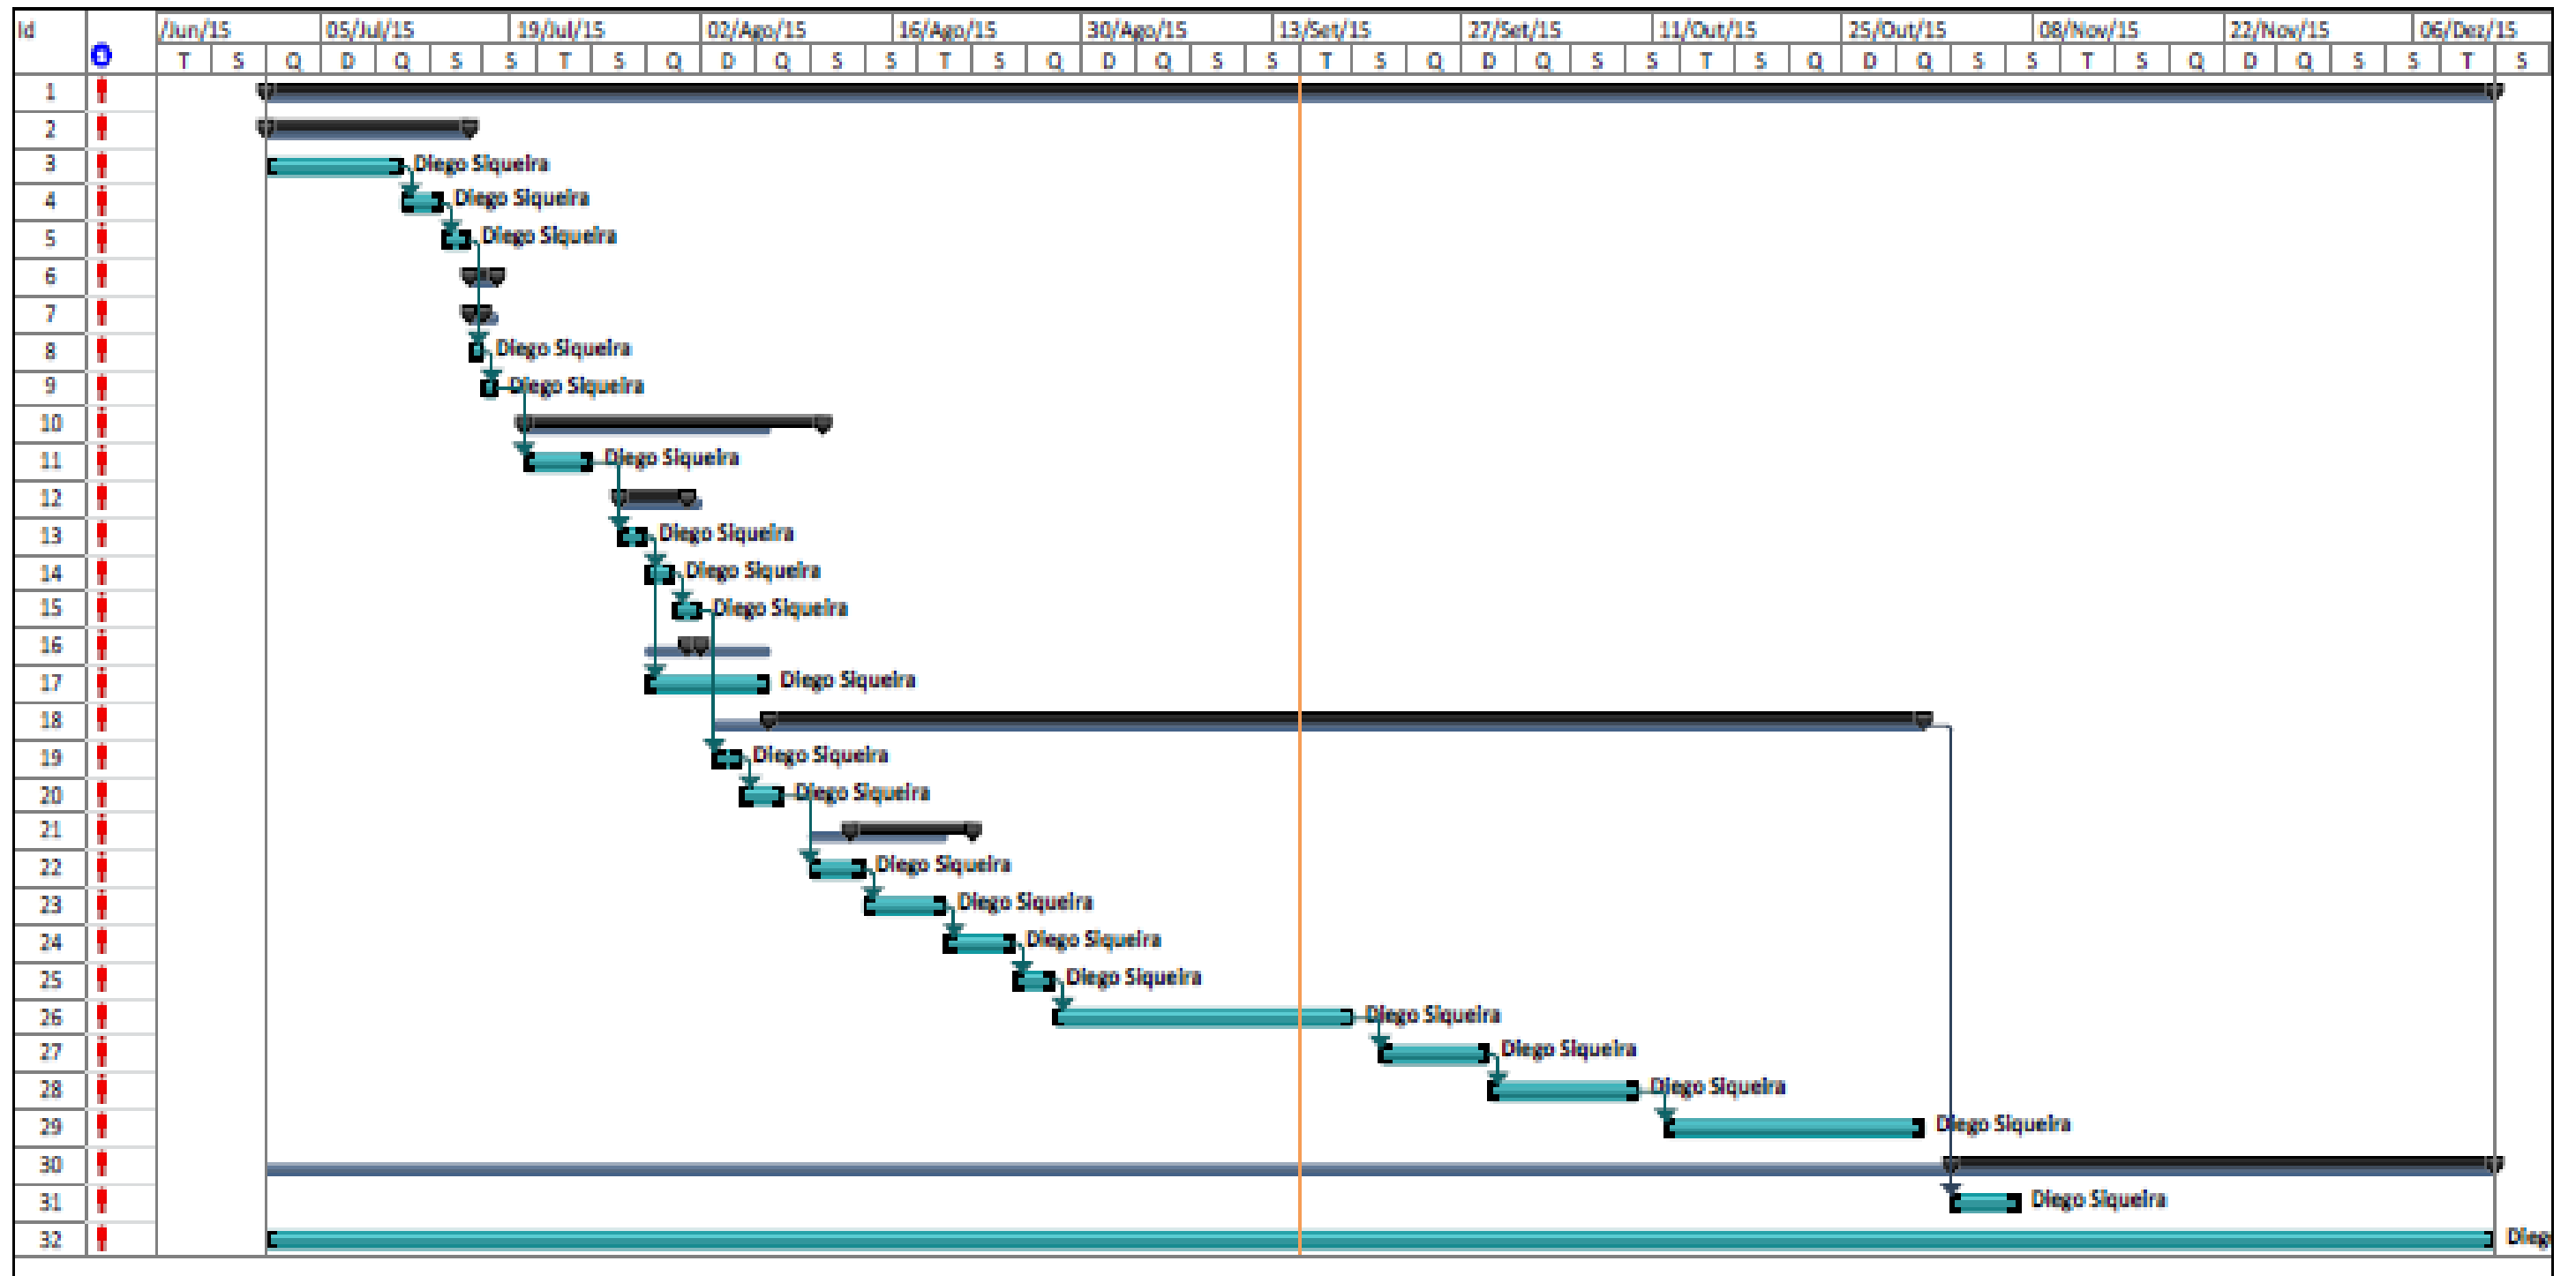 Id /Jun/15 05/Jul/15 19/Jul/15 02/Ago/15 16/Ago/15 30/Ago/15 13/Set/15 27/Set/15 11/Out/15 25/Out/15 08/Nov/15 22/Nov/15 06/Dez/15
T S Q D Q S S T S Q D Q S S T S Q D Q S S T S Q D Q S S T S Q D Q S S T S Q D Q S S T S
1
2
3 Diego Siqueira
4 Diego Siqueira
5 Diego Siqueira
6
7
8 Diego Siqueira
9 Diego Siqueira
10
11 Diego Siqueira
12
13 Diego Siqueira
14 Diego Siqueira
15 Diego Siqueira
16
17 Diego Siqueira
18
19 Diego Siqueira
20 Diego Siqueira
21
22 Diego Siqueira
23 Diego Siqueira
24 Diego Siqueira
25 Diego Siqueira
26 Diego Siqueira
27 Diego Siqueira
28 Diego Siqueira
29 Diego Siqueira
30
31 Diego Siqueira
32 Dieg